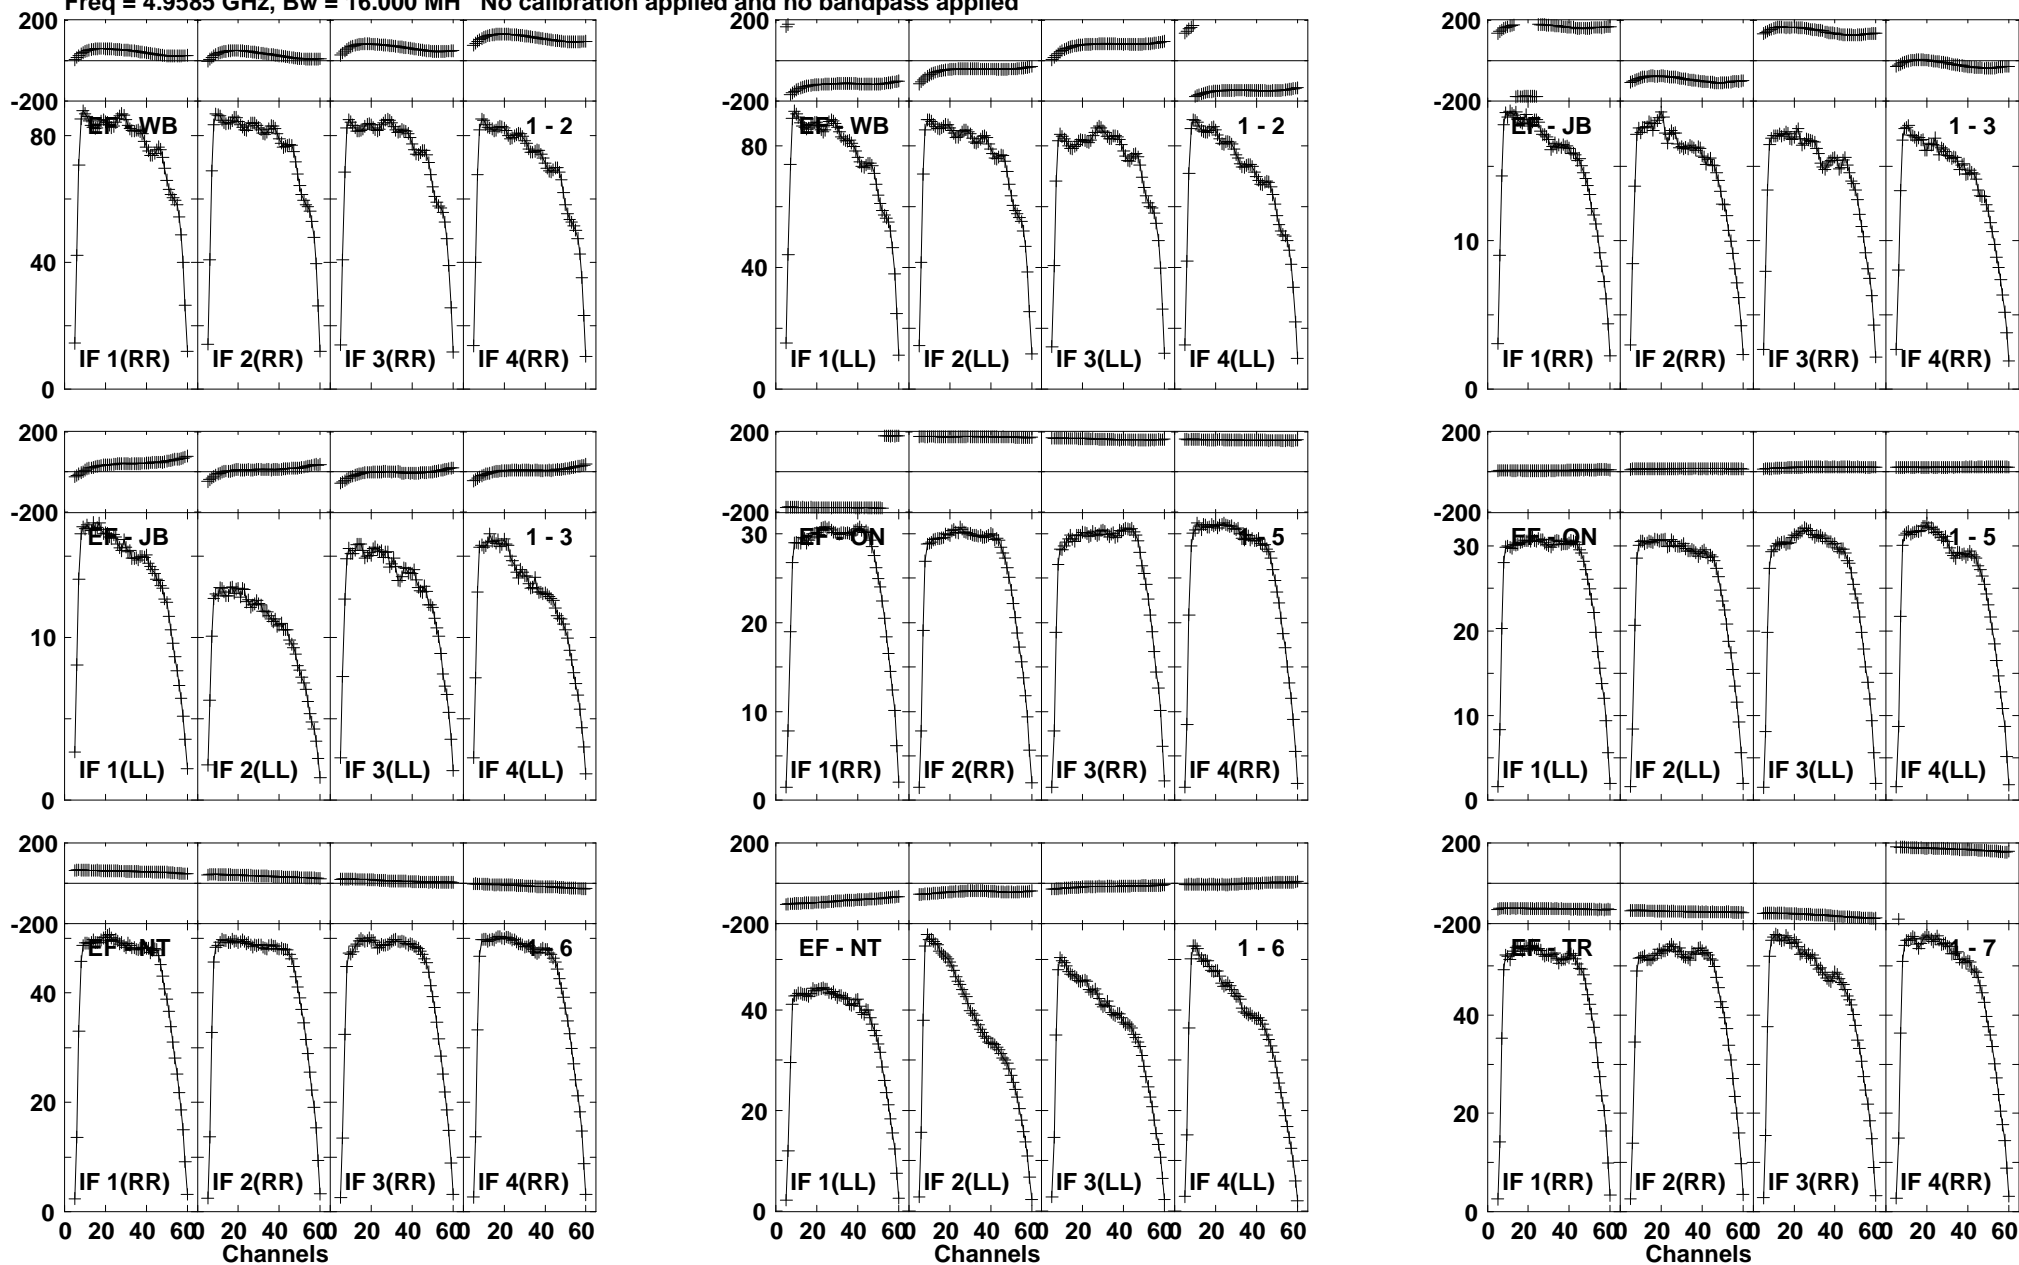 Freq = 4.9585 GHz, Bw = 16.000 MH No calibration applied and no bandpass applied
200 200 200
-200 -200 -200
EF - WB 1 - 2 EF - WB 1 - 2 EF - JB 1 - 3
80 80
10
40 40
IF 1(RR) IF 2(RR) IF 3(RR) IF 4(RR) IF 1(LL) IF 2(LL) IF 3(LL) IF 4(LL) IF 1(RR) IF 2(RR) IF 3(RR) IF 4(RR)
0 0 0
200 200 200
-200 -200 -200
EF - JB 1 - 3 EF - ON 1 - 5 EF - ON 1 - 5
30 30
10 20 20
10 10
IF 1(LL) IF 2(LL) IF 3(LL) IF 4(LL) IF 1(RR) IF 2(RR) IF 3(RR) IF 4(RR) IF 1(LL) IF 2(LL) IF 3(LL) IF 4(LL)
0 0 0
200 200 200
-200 -200 -200
EF - NT 1 - 6 EF - NT 1 - 6 EF - TR 1 - 7
40 40 40
20 20 20
IF 1(RR) IF 2(RR) IF 3(RR) IF 4(RR) IF 1(LL) IF 2(LL) IF 3(LL) IF 4(LL) IF 1(RR) IF 2(RR) IF 3(RR) IF 4(RR)
0 0 0
0 20 40 60 0 20 40 60 0 20 40 60 0 20 40 60 0 20 40 60 0 20 40 60 0 20 40 60 0 20 40 60 0 20 40 60 0 20 40 60 0 20 40 60 0 20 40 60
Channels Channels Channels